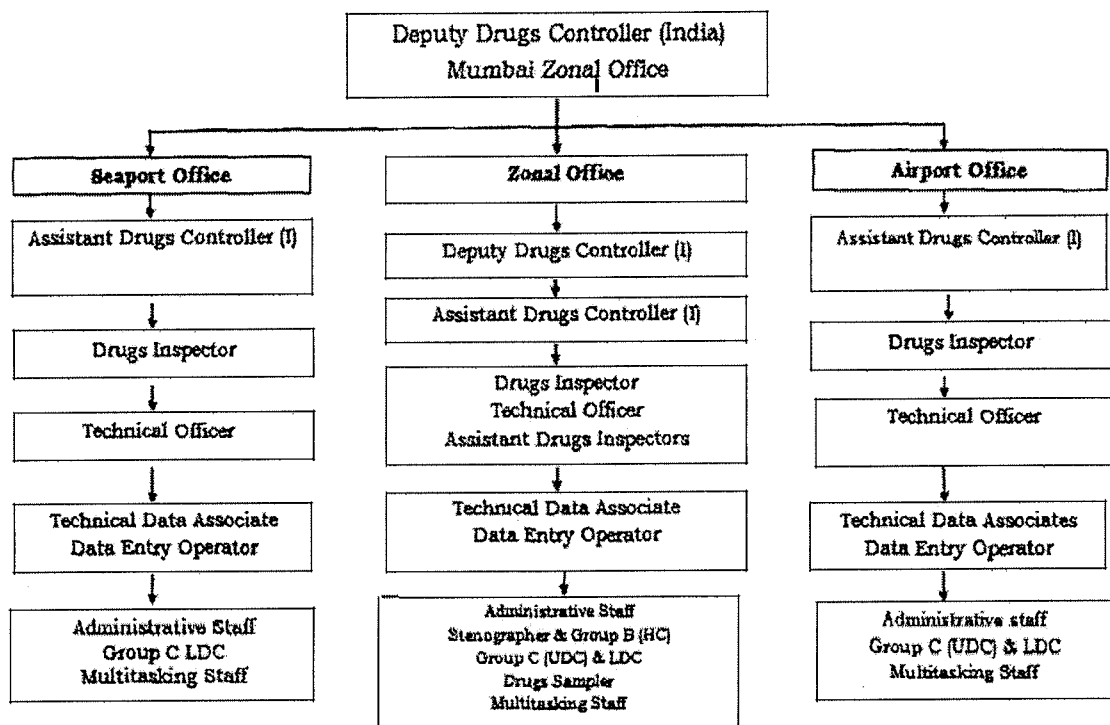 Deputy Drugs Controller (India)
Mumbai Zonal Office
Seaport Office
Assistant Drugs Controller (I)
Drugs Inspector
Technical Officer
Technical Data Associate
Data Entry Operator
Administrative Staff
Group C LDC
Multitasking Staff
Zonal Office
Deputy Drugs Controller (I)
Assistant Drugs Controller (I)
Drugs Inspector
Technical Officer
Assistant Drugs Inspectors
Technical Data Associate
Data Entry Operator
Administrative Staff
Stenographer & Group B (HC)
Group C (UDC) & LDC
Drugs Sampler
Multitasking Staff
Airport Office
Assistant Drugs Controller (I)
Drugs Inspector
Technical Officer
Technical Data Associates
Data Entry Operator
Administrative staff
Group C (UDC) & LDC
Multitasking Staff